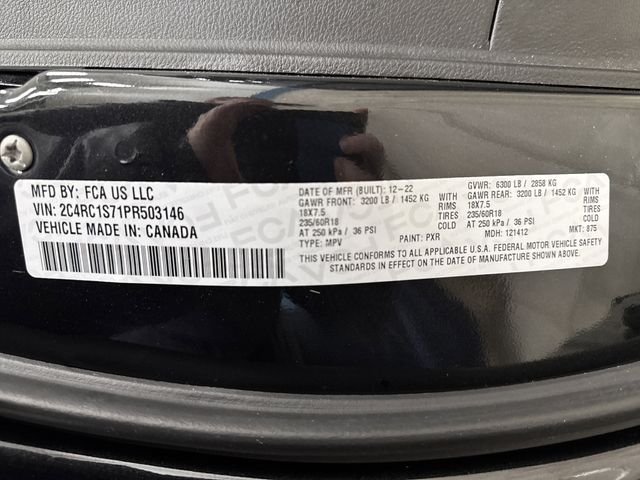 MFD BY: FCA US LLC
VIN: 2C4RC1S71PR503146
VEHICLE MADE IN: CANADA
DATE OF MFR (BUILT): 12-22 GVWR: 6300 LB / 2858 KG
GAWR FRONT: 3200 LB / 1452 KG GAWR REAR: 3200 LB / 1452 KG
18X7.5 RIMS 18X7.5 RIMS
235/60R18 TIRES 235/60R18 TIRES
AT 250 kPa / 36 PSI COLD AT 250 kPa / 36 PSI COLD
TYPE: MPV PAINT: PXR MDH: 121412 MKT: 875
THIS VEHICLE CONFORMS TO ALL APPLICABLE U.S.A. FEDERAL MOTOR VEHICLE SAFETY
STANDARDS IN EFFECT ON THE DATE OF MANUFACTURE SHOWN ABOVE.